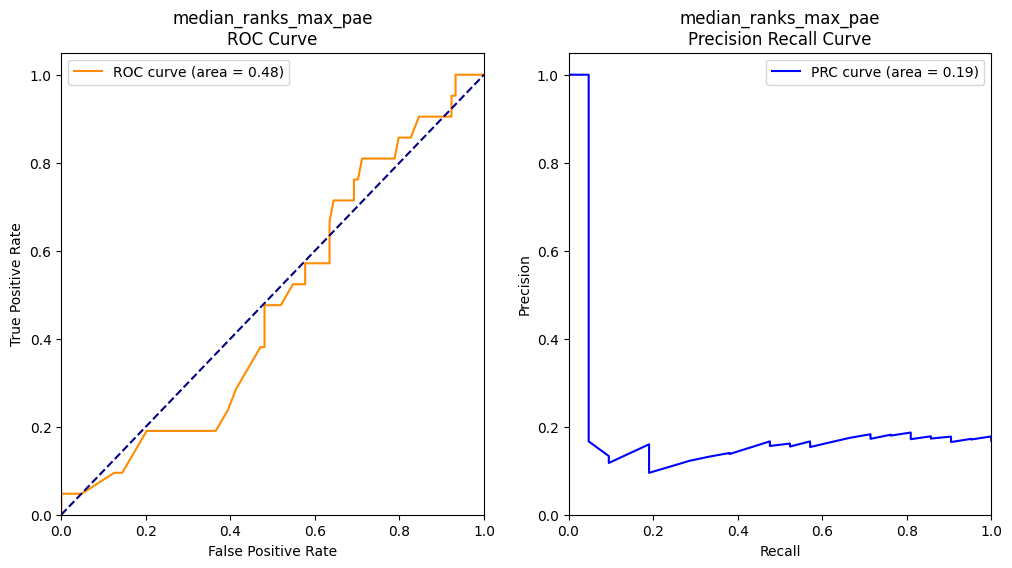 median_ranks_max_pae
ROC Curve
ROC curve (area = 0.48)
True Positive Rate
1.0
0.8
0.6
0.4
0.2
0.0
0.0 0.2 0.4 0.6 0.8 1.0
False Positive Rate
median_ranks_max_pae
Precision Recall Curve
PRC curve (area = 0.19)
Precision
1.0
0.8
0.6
0.4
0.2
0.0
0.0 0.2 0.4 0.6 0.8 1.0
Recall